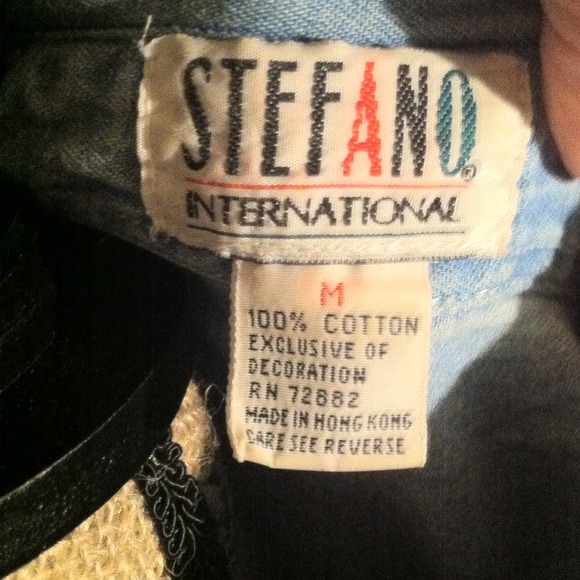 STEFANO®
INTERNATIONAL
M
100% COTTON
EXCLUSIVE OF
DECORATION
RN 72882
MADE IN HONG KONG
CARE SEE REVERSE